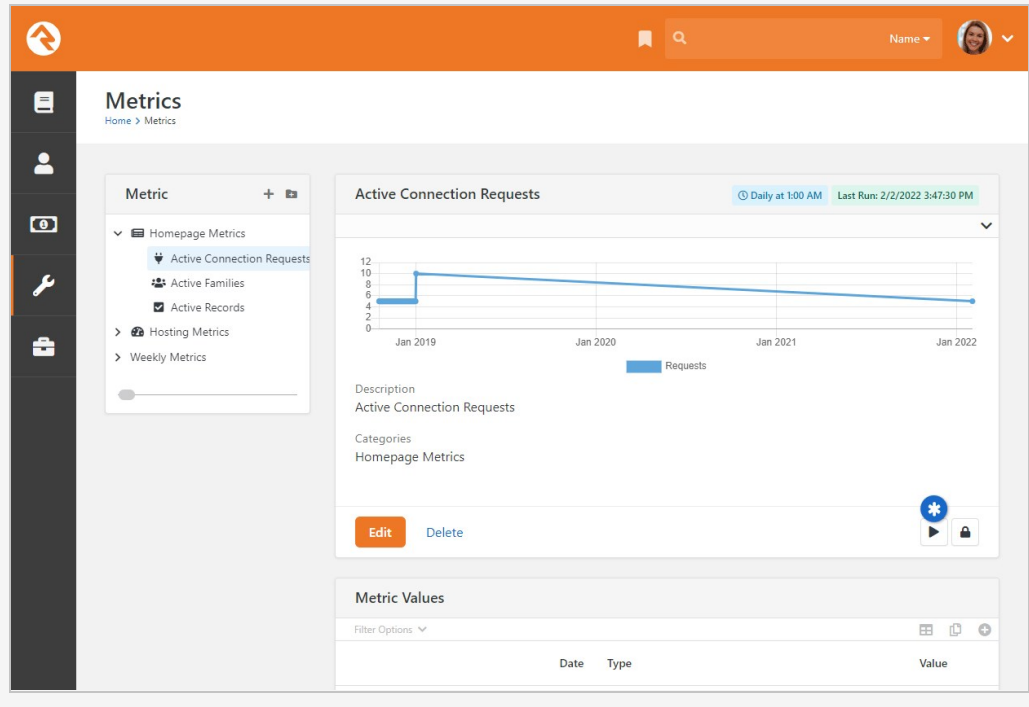 Name
Metrics
Home > Metrics
Metric
Homepage Metrics
Active Connection Requests
Active Families
Active Records
Hosting Metrics
Weekly Metrics
Active Connection Requests
Daily at 1:00 AM
Last Run: 2/2/2022 3:47:30 PM
12
10
8
6
4
2
0
Jan 2019 Jan 2020 Jan 2021 Jan 2022
Requests
Description
Active Connection Requests
Categories
Homepage Metrics
Edit Delete
Metric Values
Filter Options
Date Type Value